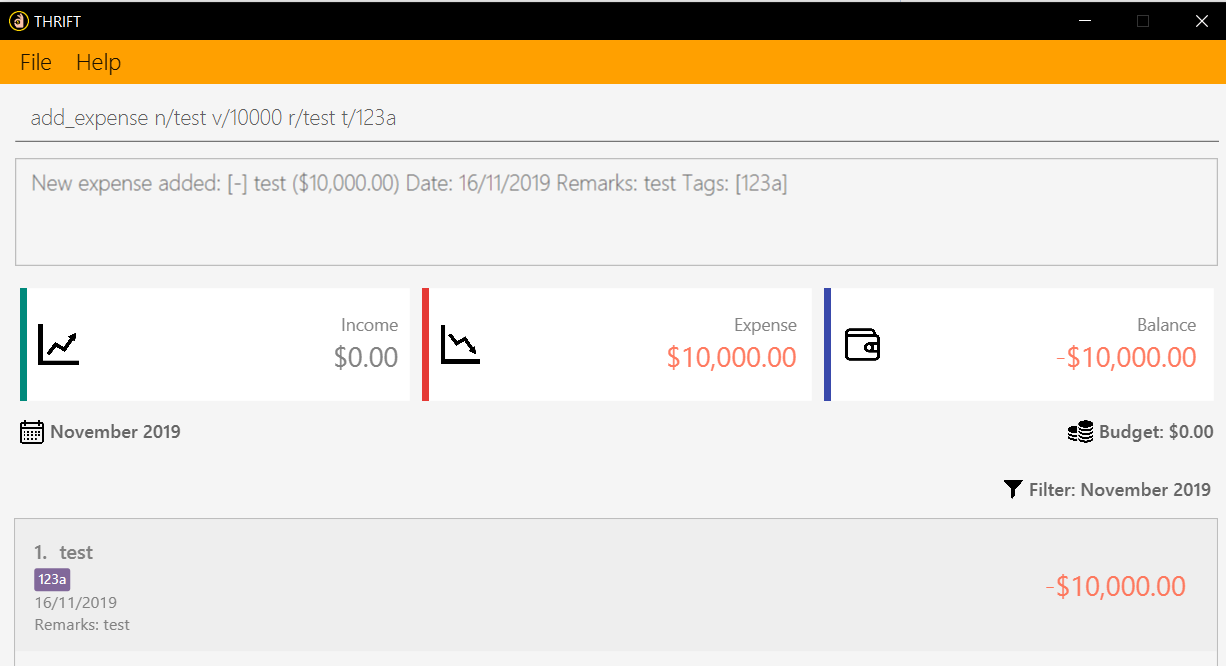 THRIFT
File Help
add_expense n/test v/10000 r/test t/123a
New expense added: [-] test ($10,000.00) Date: 16/11/2019 Remarks: test Tags: [123a]
Income
$0.00
Expense
$10,000.00
Balance
-$10,000.00
November 2019
Budget: $0.00
Filter: November 2019
1. test
123a
16/11/2019
Remarks: test
-$10,000.00